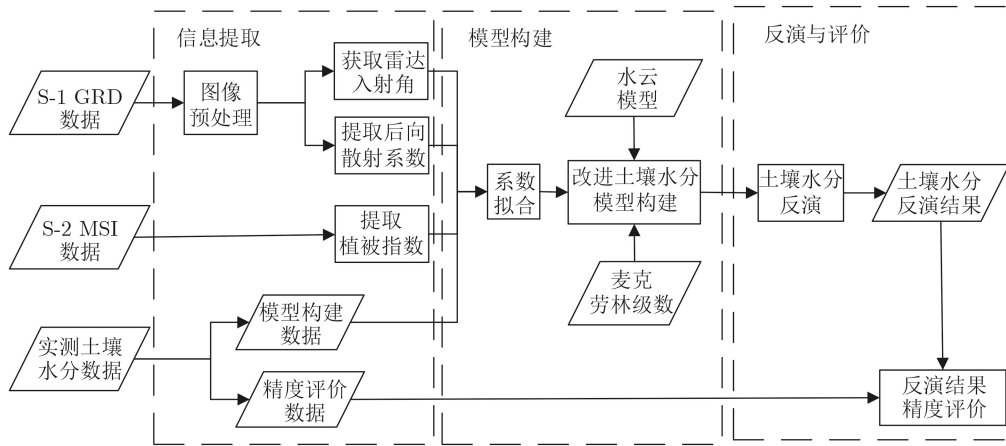 信息提取
模型构建
反演与评价
S-1 GRD
数据
图像
预处理
获取雷达
入射角
提取后向
散射系数
S-2 MSI
数据
提取
植被指数
实测土壤
水分数据
模型构建
数据
精度评价
数据
系数
拟合
水云
模型
改进土壤水分
模型构建
麦克
劳林级数
土壤水分
反演
土壤水分
反演结果
反演结果
精度评价